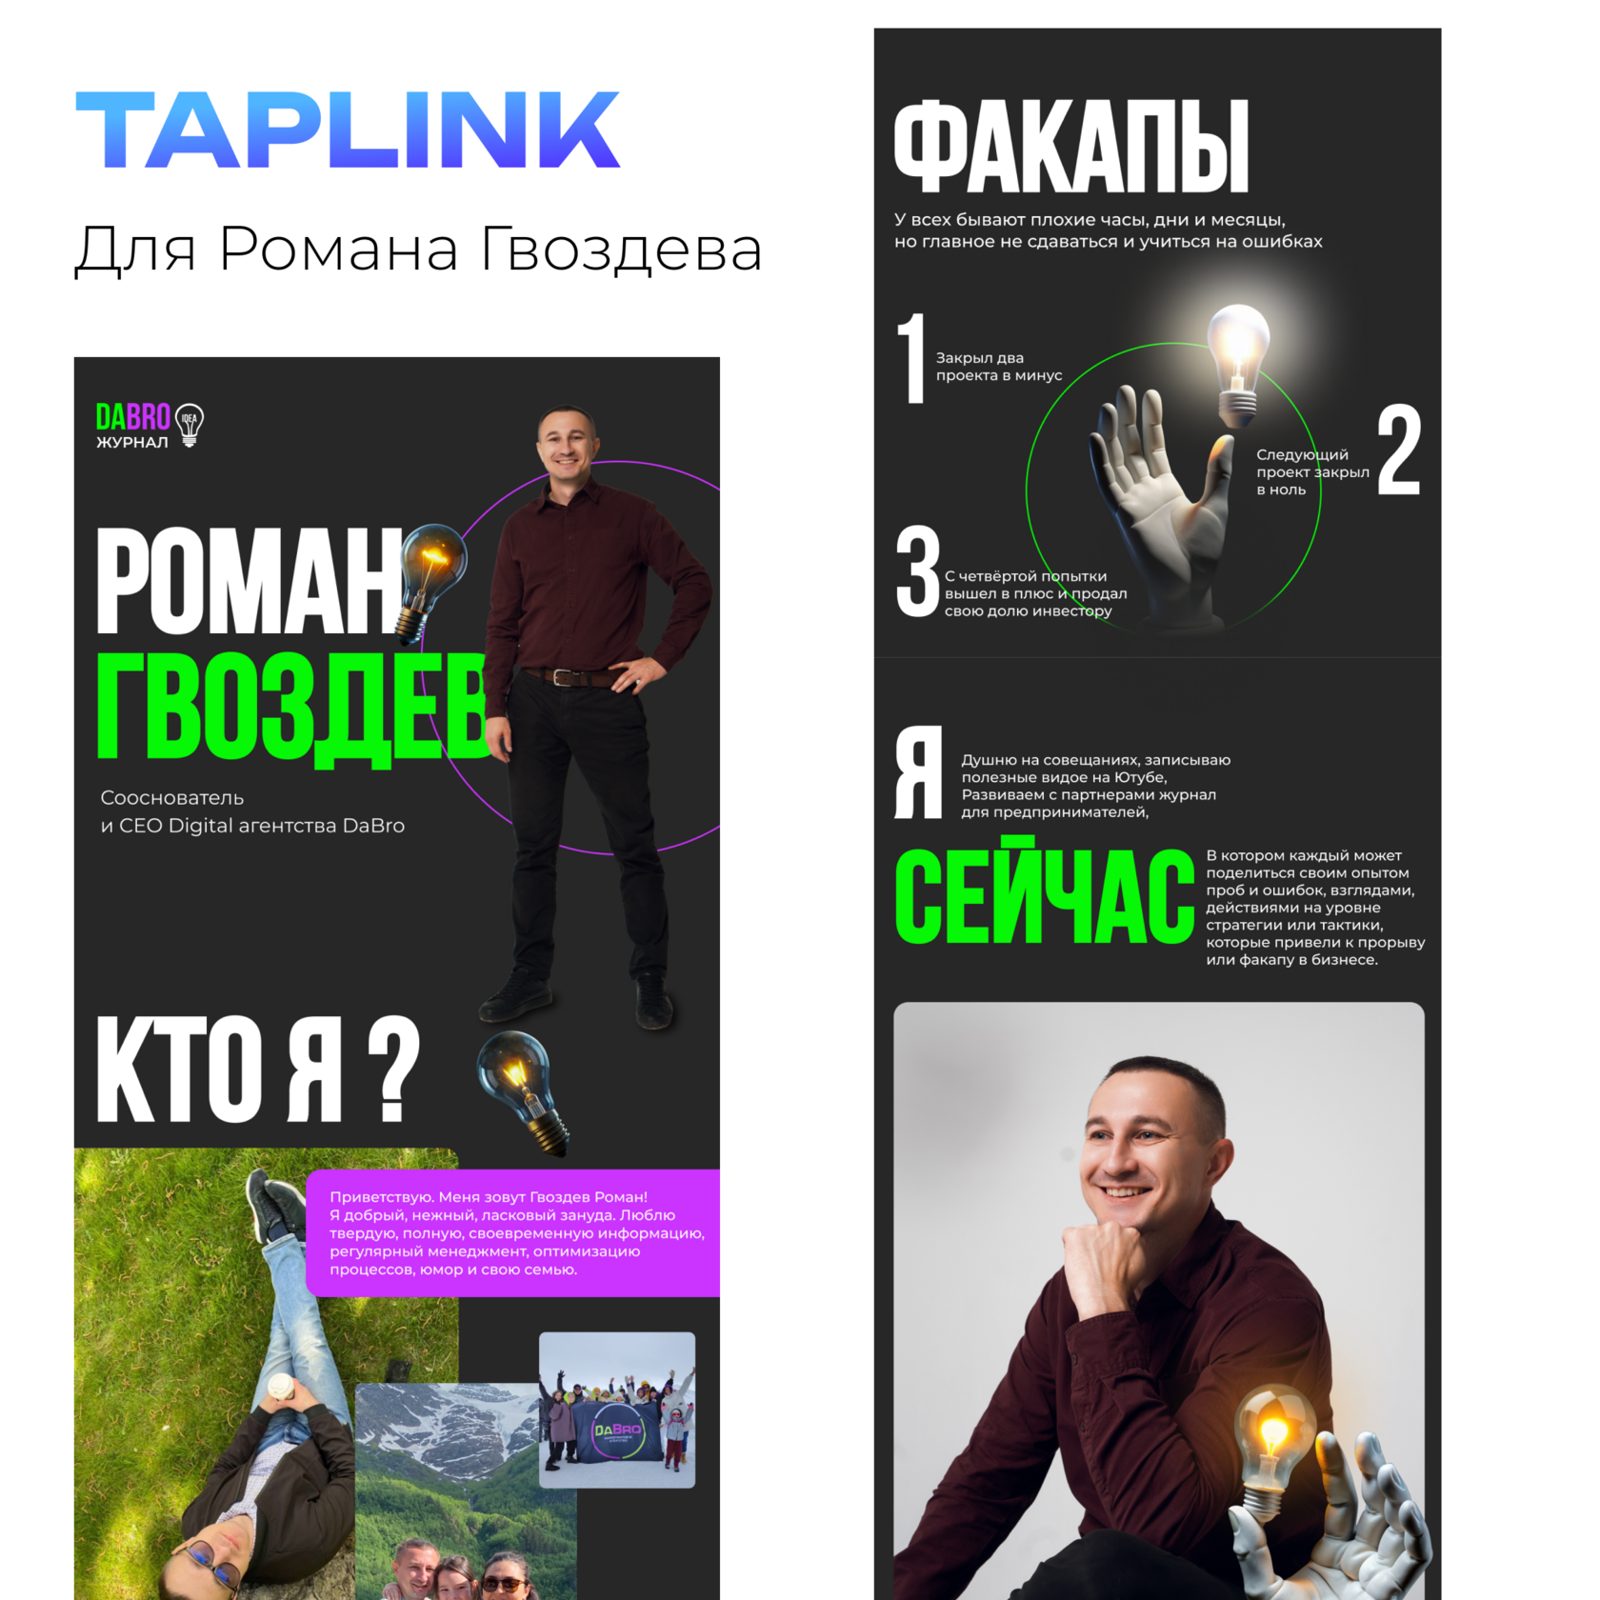 TAPLINK
Для Романа Гвоздева
DABRO
IDEA
ЖУРНАЛ
РОМАН
ГВОЗДЕВ
Сооснователь
и CEO Digital агентства DaBro
КТО Я ?
Приветствую. Меня зовут Гвоздев Роман!
Я добрый, нежный, ласковый зануда. Люблю
твердую, полную, своевременную информацию,
регулярный менеджмент, оптимизацию
процессов, юмор и свою семью.
DABRO
ФАКАПЫ
У всех бывают плохие часы, дни и месяцы,
но главное не сдаваться и учиться на ошибках
1
Закрыл два
проекта в минус
2
Следующий
проект закрыл
в ноль
3
С четвёртой попытки
вышел в плюс и продал
свою долю инвестору
Я
Душню на совещаниях, записываю
полезные видое на Ютубе,
Развиваем с партнерами журнал
для предпринимателей,
СЕЙЧАС
В котором каждый может
поделиться своим опытом
проб и ошибок, взглядами,
действиями на уровне
стратегии или тактики,
которые привели к прорыву
или факапу в бизнесе.